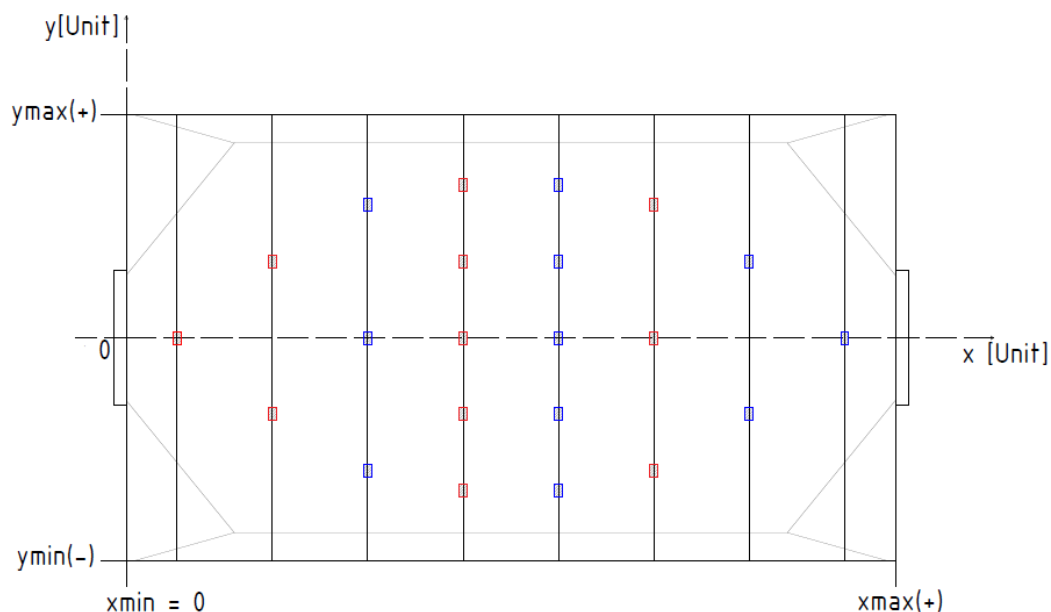 y[Unit]
ymax(+)
0
x [Unit]
ymin(-)
xmin = 0
xmax(+)